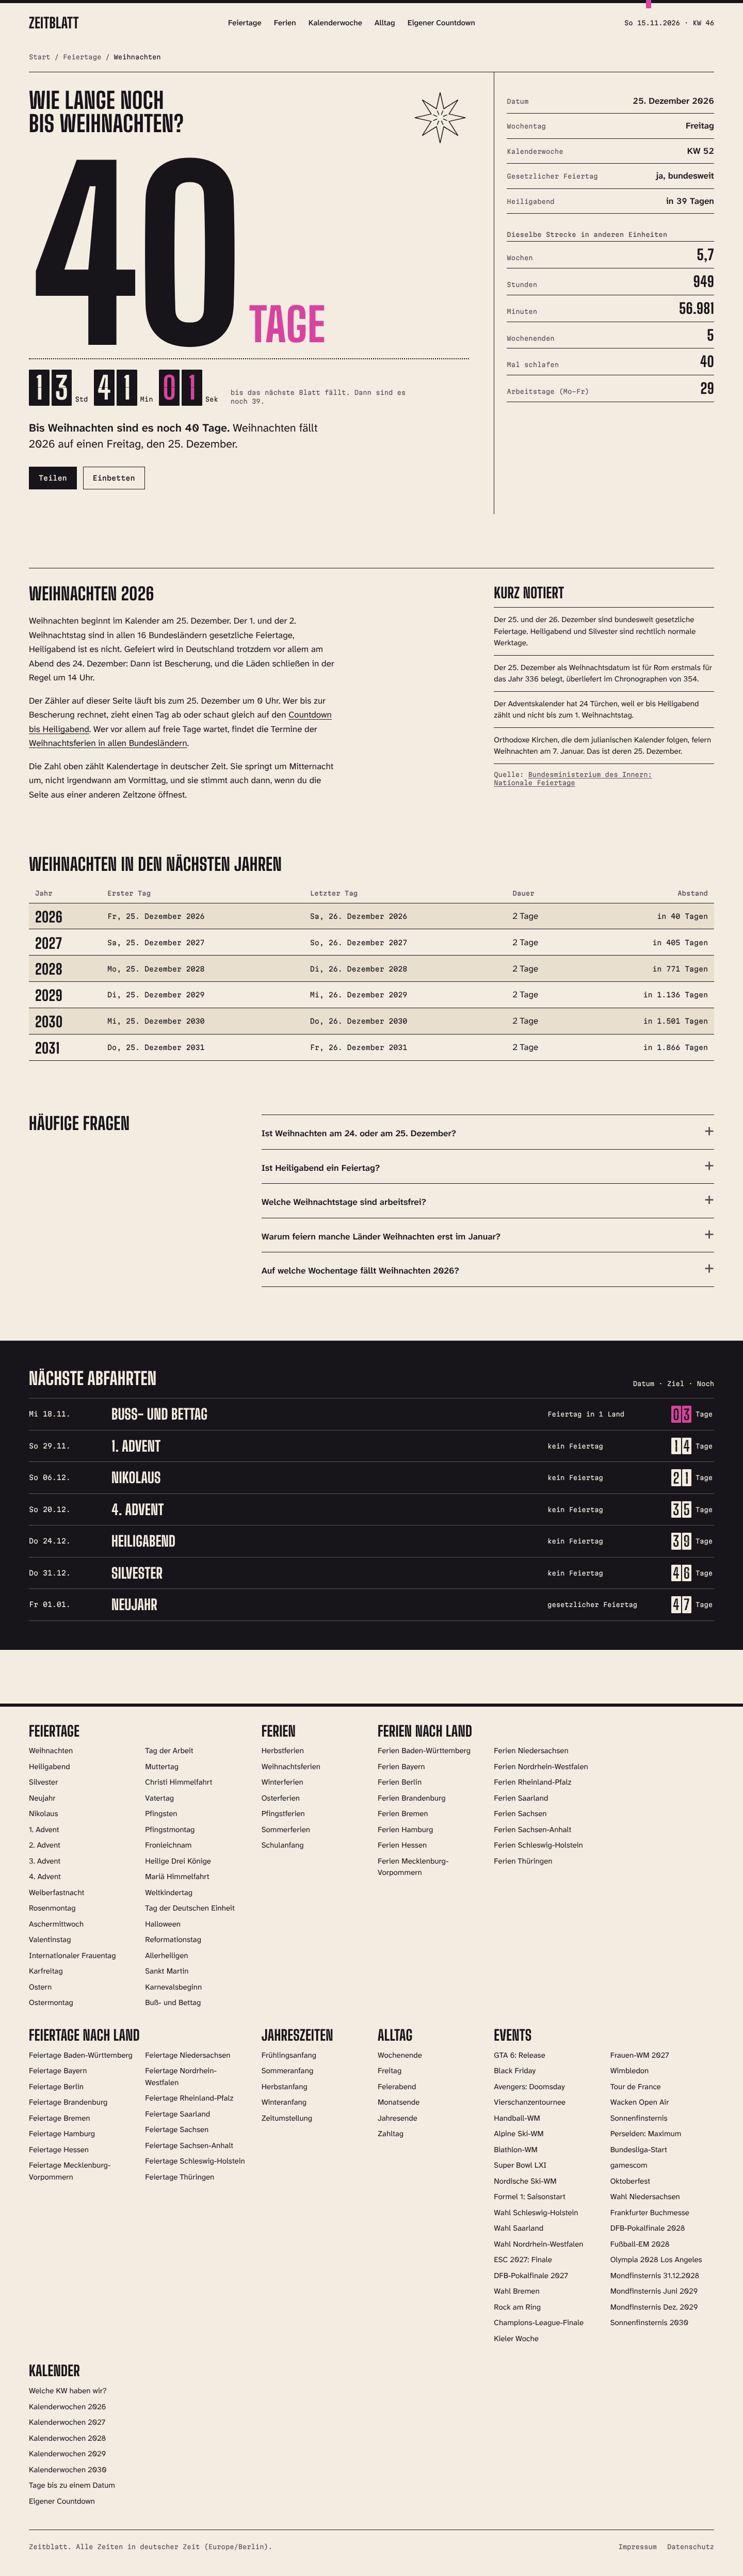 ZEITBLATT
Feiertage Ferien Kalenderwoche Alltag Eigener Countdown
So 15.11.2026 · KW 46
Start / Feiertage / Weihnachten
WIE LANGE NOCH
BIS WEIHNACHTEN?
40 TAGE
13 Std 41 Min 01 Sek
bis das nächste Blatt fällt. Dann sind es
noch 39.
Bis Weihnachten sind es noch 40 Tage. Weihnachten fällt
2026 auf einen Freitag, den 25. Dezember.
Teilen Einbetten
Datum 25. Dezember 2026
Wochentag Freitag
Kalenderwoche KW 52
Gesetzlicher Feiertag ja, bundesweit
Heiligabend in 39 Tagen
Dieselbe Strecke in anderen Einheiten
Wochen 5,7
Stunden 949
Minuten 56.981
Wochenenden 5
Mal schlafen 40
Arbeitstage (Mo–Fr) 29
WEIHNACHTEN 2026
Weihnachten beginnt im Kalender am 25. Dezember. Der 1. und der 2.
Weihnachtstag sind in allen 16 Bundesländern gesetzliche Feiertage,
Heiligabend ist es nicht. Gefeiert wird in Deutschland trotzdem vor allem am
Abend des 24. Dezember: Dann ist Bescherung, und die Läden schließen in der
Regel um 14 Uhr.
Der Zähler auf dieser Seite läuft bis zum 25. Dezember um 0 Uhr. Wer bis zur
Bescherung rechnet, zieht einen Tag ab oder schaut gleich auf den Countdown
bis Heiligabend. Wer vor allem auf freie Tage wartet, findet die Termine der
Weihnachtsferien in allen Bundesländern.
Die Zahl oben zählt Kalendertage in deutscher Zeit. Sie springt um Mitternacht
um, nicht irgendwann am Vormittag, und sie stimmt auch dann, wenn du die
Seite aus einer anderen Zeitzone öffnest.
KURZ NOTIERT
Der 25. und der 26. Dezember sind bundesweit gesetzliche
Feiertage. Heiligabend und Silvester sind rechtlich normale
Werktage.
Der 25. Dezember als Weihnachtsdatum ist für Rom erstmals für
das Jahr 336 belegt, überliefert im Chronographen von 354.
Der Adventskalender hat 24 Türchen, weil er bis Heiligabend
zählt und nicht bis zum 1. Weihnachtstag.
Orthodoxe Kirchen, die dem julianischen Kalender folgen, feiern
Weihnachten am 7. Januar. Das ist deren 25. Dezember.
Quelle: Bundesministerium des Innern:
Nationale Feiertage
WEIHNACHTEN IN DEN NÄCHSTEN JAHREN
Jahr Erster Tag Letzter Tag Dauer Abstand
2026 Fr, 25. Dezember 2026 Sa, 26. Dezember 2026 2 Tage in 40 Tagen
2027 Sa, 25. Dezember 2027 So, 26. Dezember 2027 2 Tage in 405 Tagen
2028 Mo, 25. Dezember 2028 Di, 26. Dezember 2028 2 Tage in 771 Tagen
2029 Di, 25. Dezember 2029 Mi, 26. Dezember 2029 2 Tage in 1.136 Tagen
2030 Mi, 25. Dezember 2030 Do, 26. Dezember 2030 2 Tage in 1.501 Tagen
2031 Do, 25. Dezember 2031 Fr, 26. Dezember 2031 2 Tage in 1.866 Tagen
HÄUFIGE FRAGEN
Ist Weihnachten am 24. oder am 25. Dezember? +
Ist Heiligabend ein Feiertag? +
Welche Weihnachtstage sind arbeitsfrei? +
Warum feiern manche Länder Weihnachten erst im Januar? +
Auf welche Wochentage fällt Weihnachten 2026? +
NÄCHSTE ABFAHRTEN
Datum · Ziel · Noch
Mi 18.11. BUSS- UND BETTAG Feiertag in 1 Land 03 Tage
So 29.11. 1. ADVENT kein Feiertag 14 Tage
So 06.12. NIKOLAUS kein Feiertag 21 Tage
So 20.12. 4. ADVENT kein Feiertag 35 Tage
Do 24.12. HEILIGABEND kein Feiertag 39 Tage
Do 31.12. SILVESTER kein Feiertag 46 Tage
Fr 01.01. NEUJAHR gesetzlicher Feiertag 47 Tage
FEIERTAGE
Weihnachten
Heiligabend
Silvester
Neujahr
Nikolaus
1. Advent
2. Advent
3. Advent
4. Advent
Weiberfastnacht
Rosenmontag
Aschermittwoch
Valentinstag
Internationaler Frauentag
Karfreitag
Ostern
Ostermontag
Tag der Arbeit
Muttertag
Christi Himmelfahrt
Vatertag
Pfingsten
Pfingstmontag
Fronleichnam
Heilige Drei Könige
Mariä Himmelfahrt
Weltkindertag
Tag der Deutschen Einheit
Halloween
Reformationstag
Allerheiligen
Sankt Martin
Karnevalsbeginn
Buß- und Bettag
FERIEN
Herbstferien
Weihnachtsferien
Winterferien
Osterferien
Pfingstferien
Sommerferien
Schulanfang
FERIEN NACH LAND
Ferien Baden-Württemberg
Ferien Bayern
Ferien Berlin
Ferien Brandenburg
Ferien Bremen
Ferien Hamburg
Ferien Hessen
Ferien Mecklenburg-
Vorpommern
Ferien Niedersachsen
Ferien Nordrhein-Westfalen
Ferien Rheinland-Pfalz
Ferien Saarland
Ferien Sachsen
Ferien Sachsen-Anhalt
Ferien Schleswig-Holstein
Ferien Thüringen
FEIERTAGE NACH LAND
Feiertage Baden-Württemberg
Feiertage Bayern
Feiertage Berlin
Feiertage Brandenburg
Feiertage Bremen
Feiertage Hamburg
Feiertage Hessen
Feiertage Mecklenburg-
Vorpommern
Feiertage Niedersachsen
Feiertage Nordrhein-
Westfalen
Feiertage Rheinland-Pfalz
Feiertage Saarland
Feiertage Sachsen
Feiertage Sachsen-Anhalt
Feiertage Schleswig-Holstein
Feiertage Thüringen
JAHRESZEITEN
Frühlingsanfang
Sommeranfang
Herbstanfang
Winteranfang
Zeitumstellung
ALLTAG
Wochenende
Freitag
Feierabend
Monatsende
Jahresende
Zahltag
EVENTS
GTA 6: Release
Black Friday
Avengers: Doomsday
Vierschanzentournee
Handball-WM
Alpine Ski-WM
Biathlon-WM
Super Bowl LXI
Nordische Ski-WM
Formel 1: Saisonstart
Wahl Schleswig-Holstein
Wahl Saarland
Wahl Nordrhein-Westfalen
ESC 2027: Finale
DFB-Pokalfinale 2027
Wahl Bremen
Rock am Ring
Champions-League-Finale
Kieler Woche
Frauen-WM 2027
Wimbledon
Tour de France
Wacken Open Air
Sonnenfinsternis
Perseiden: Maximum
Bundesliga-Start
gamescom
Oktoberfest
Wahl Niedersachsen
Frankfurter Buchmesse
DFB-Pokalfinale 2028
Fußball-EM 2028
Olympia 2028 Los Angeles
Mondfinsternis 31.12.2028
Mondfinsternis Juni 2029
Mondfinsternis Dez. 2029
Sonnenfinsternis 2030
KALENDER
Welche KW haben wir?
Kalenderwochen 2026
Kalenderwochen 2027
Kalenderwochen 2028
Kalenderwochen 2029
Kalenderwochen 2030
Tage bis zu einem Datum
Eigener Countdown
Zeitblatt. Alle Zeiten in deutscher Zeit (Europe/Berlin).
Impressum Datenschutz